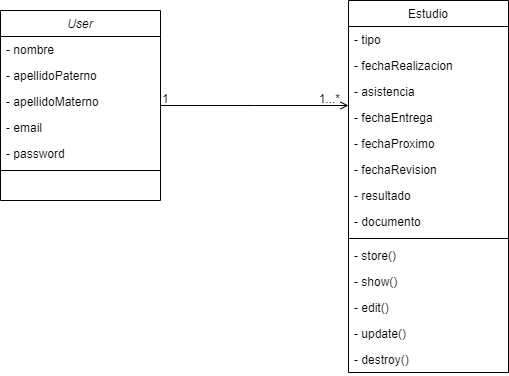 User
- nombre
- apellidoPaterno
- apellidoMaterno
- email
- password
1
1...*
Estudio
- tipo
- fechaRealizacion
- asistencia
- fechaEntrega
- fechaProximo
- fechaRevision
- resultado
- documento
- store()
- show()
- edit()
- update()
- destroy()